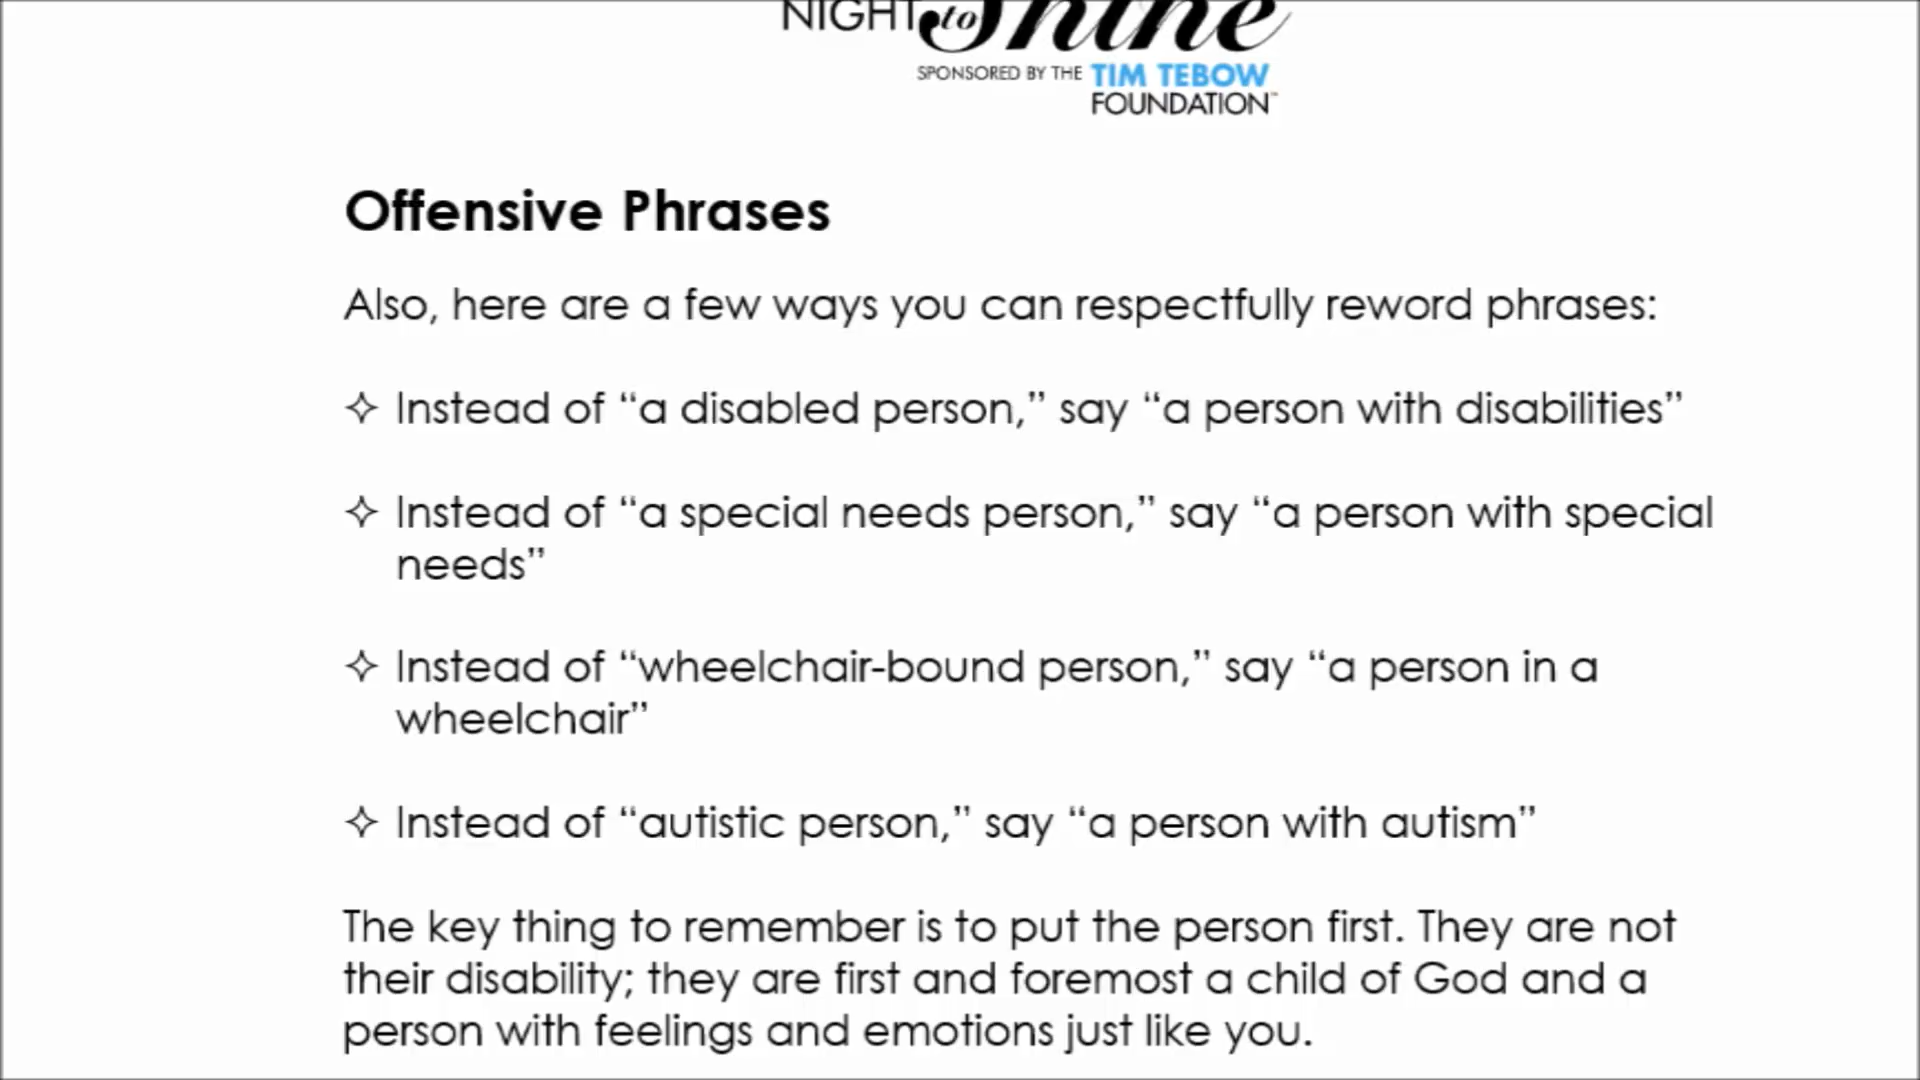 NIGHT to Shine
SPONSORED BY THE TIM TEBOW
FOUNDATION™
Offensive Phrases
Also, here are a few ways you can respectfully reword phrases:
✧ Instead of “a disabled person,” say “a person with disabilities”
✧ Instead of “a special needs person,” say “a person with special
needs”
✧ Instead of “wheelchair-bound person,” say “a person in a
wheelchair”
✧ Instead of “autistic person,” say “a person with autism”
The key thing to remember is to put the person first. They are not
their disability; they are first and foremost a child of God and a
person with feelings and emotions just like you.